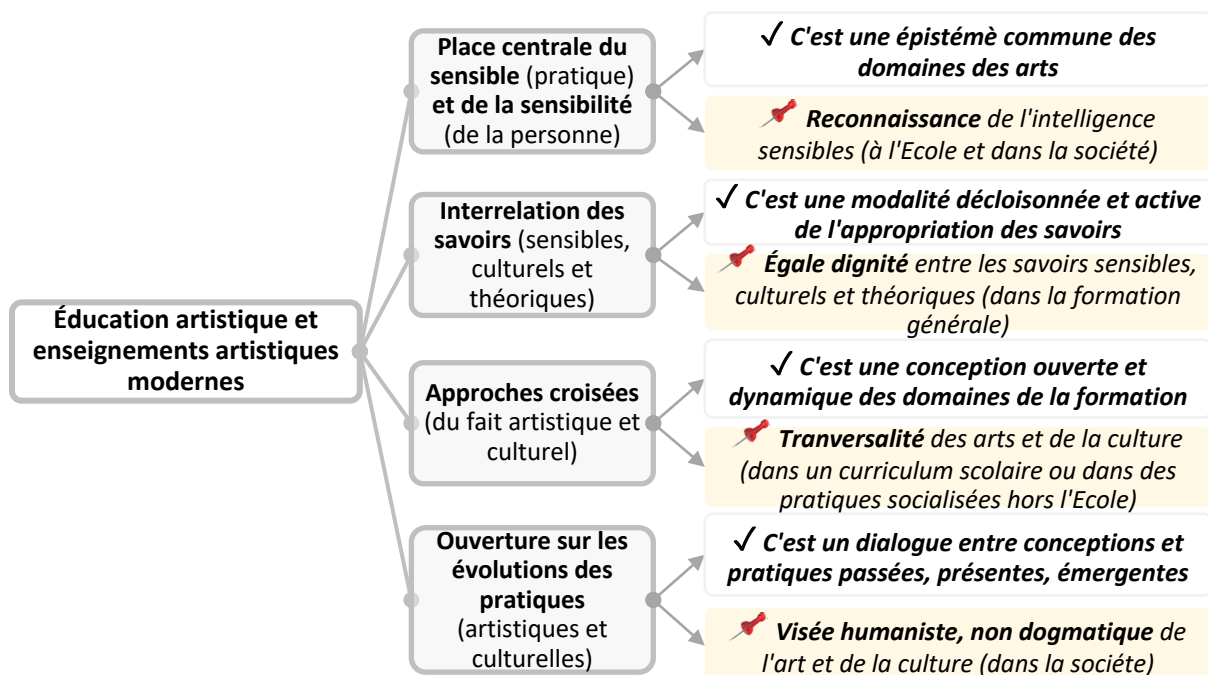 Éducation artistique et
enseignements artistiques
modernes
Place centrale du
sensible (pratique)
et de la sensibilité
(de la personne)
✓ C'est une épistémè commune des
domaines des arts
Reconnaissance de l'intelligence
sensibles (à l'Ecole et dans la société)
Interrelation des
savoirs (sensibles,
culturels et
théoriques)
✓ C'est une modalité décloisonnée et active
de l'appropriation des savoirs
Égale dignité entre les savoirs sensibles,
culturels et théoriques (dans la formation
générale)
Approches croisées
(du fait artistique et
culturel)
✓ C'est une conception ouverte et
dynamique des domaines de la formation
Tranversalité des arts et de la culture
(dans un curriculum scolaire ou dans des
pratiques socialisées hors l'Ecole)
Ouverture sur les
évolutions des
pratiques
(artistiques et
culturelles)
✓ C'est un dialogue entre conceptions et
pratiques passées, présentes, émergentes
Visée humaniste, non dogmatique de
l'art et de la culture (dans la sociéte)